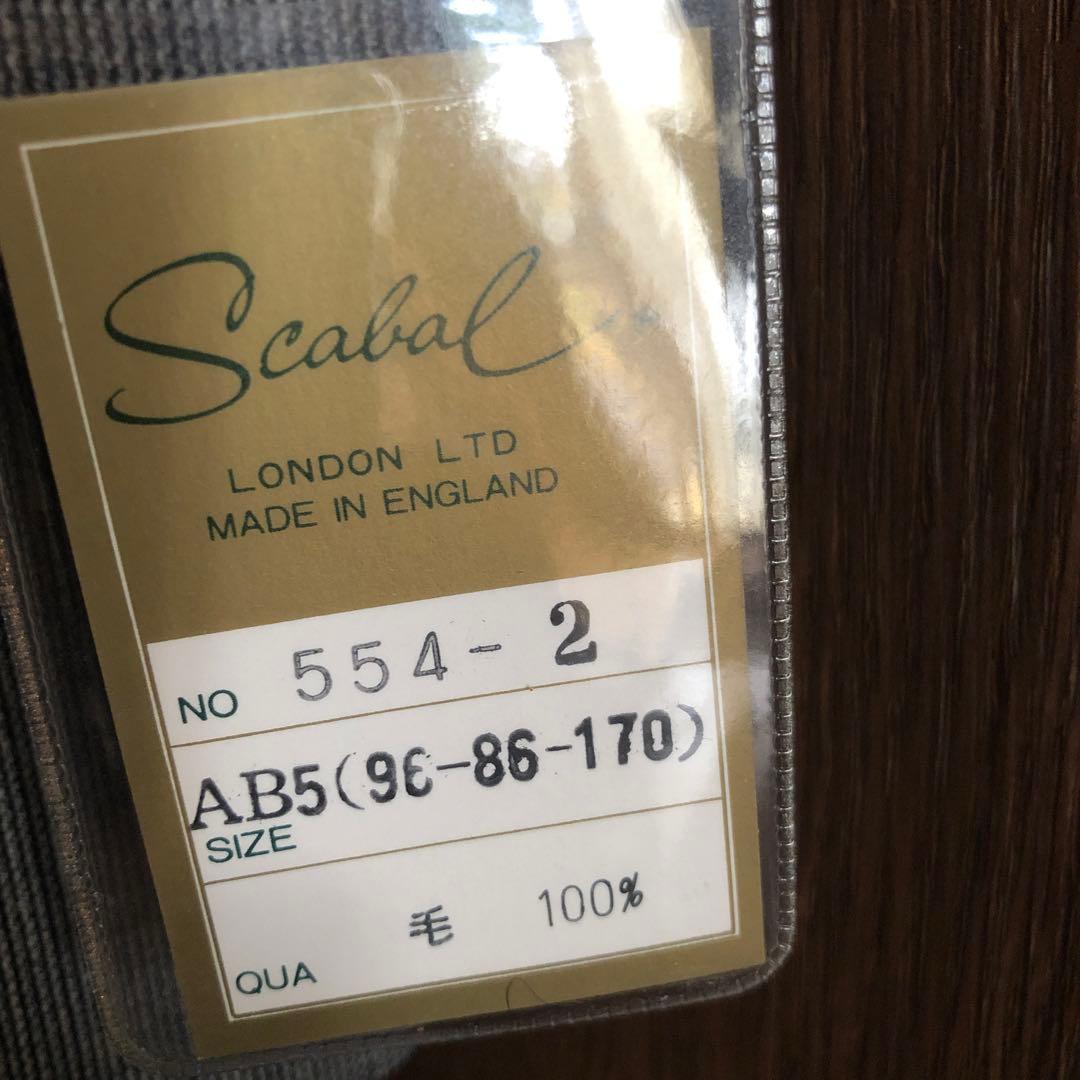 Scabal
LONDON LTD
MADE IN ENGLAND
NO 554-2
AB5(96-86-170)
SIZE
毛 100%
QUA